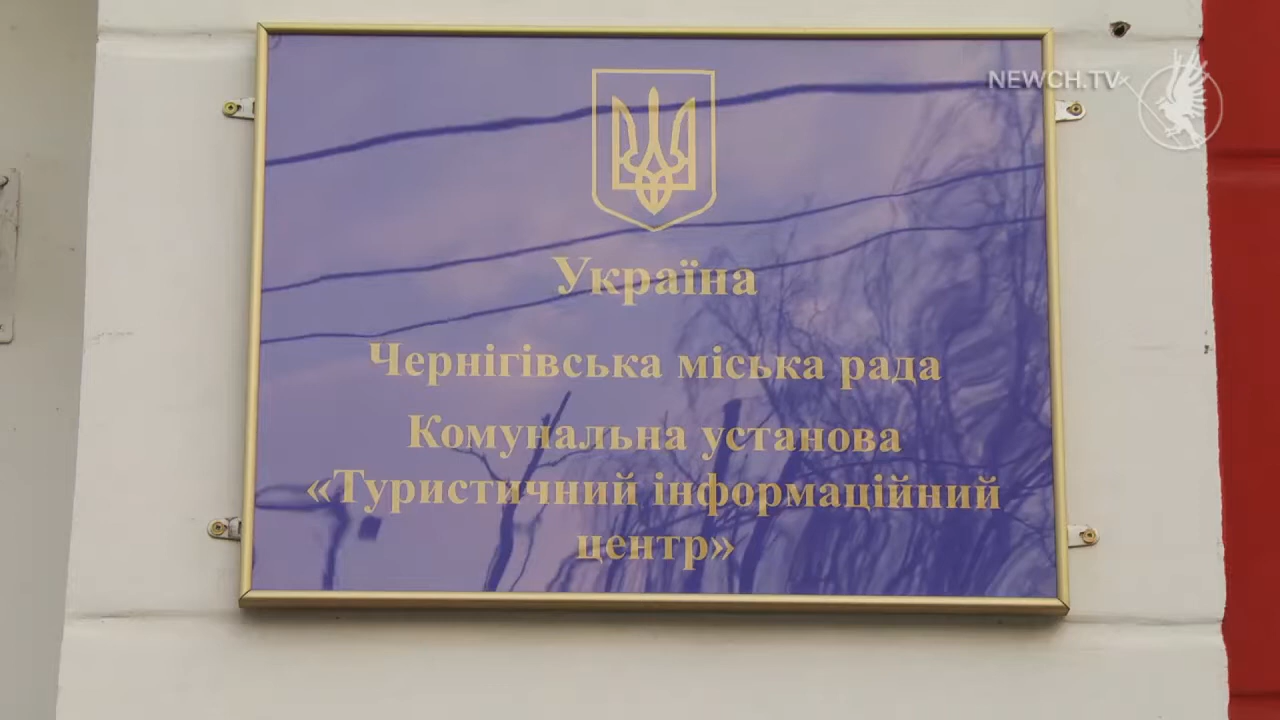 NEWCH.TV
Україна
Чернігівська міська рада
Комунальна установа
«Туристичний інформаційний
центр»